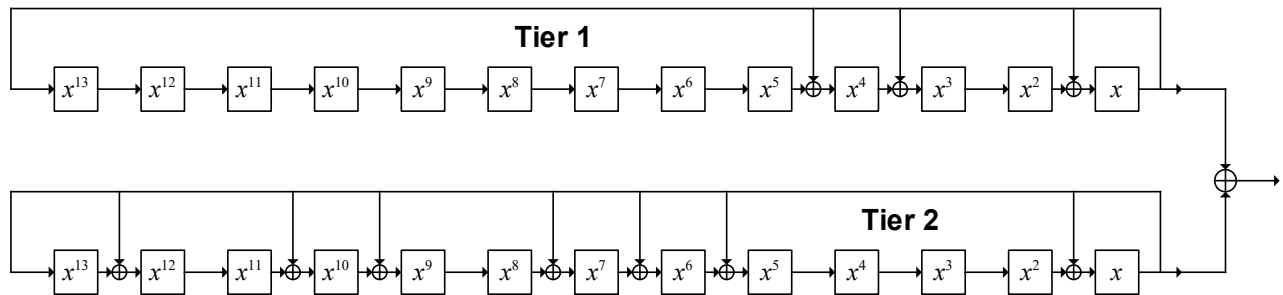 Tier 1
x¹³ x¹² x¹¹ x¹⁰ x⁹ x⁸ x⁷ x⁶ x⁵ x⁴ x³ x² x
Tier 2
x¹³ x¹² x¹¹ x¹⁰ x⁹ x⁸ x⁷ x⁶ x⁵ x⁴ x³ x² x